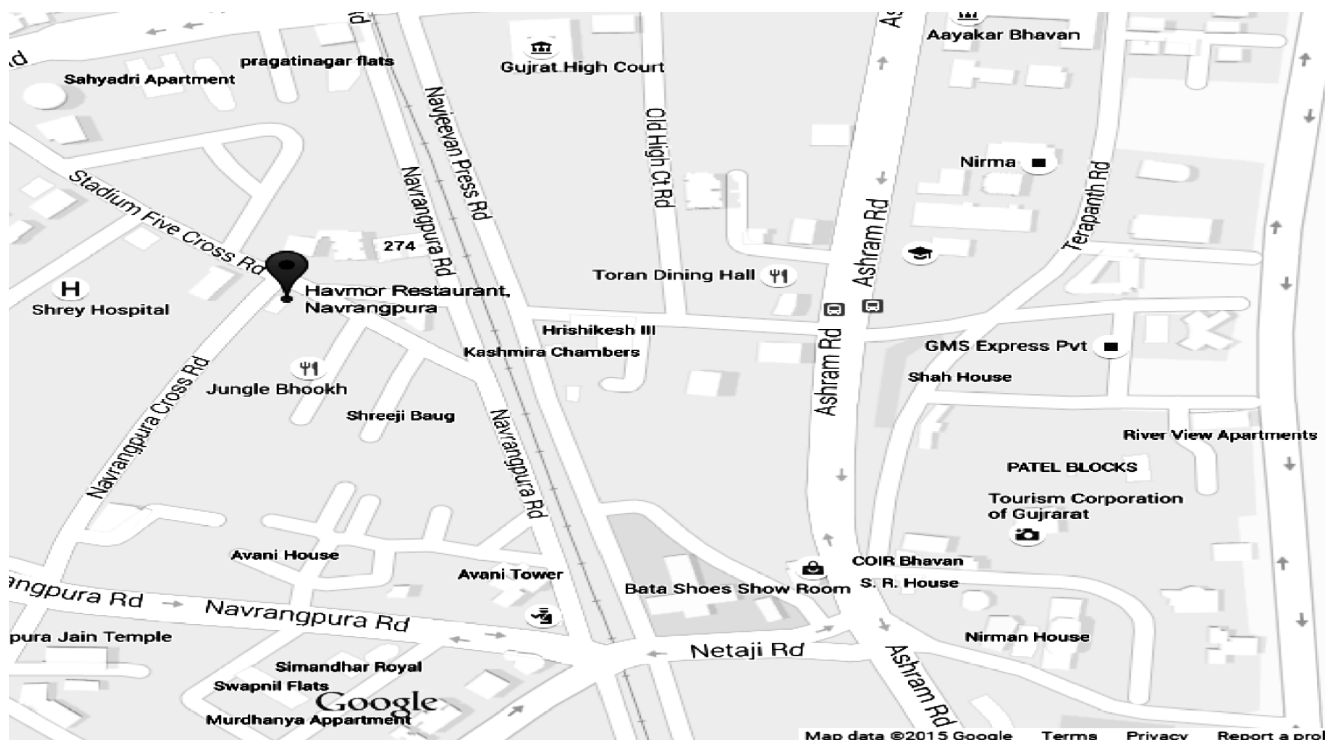 Rd
Aayakar Bhavan
pragatinagar flats
Gujrat High Court
Sahyadri Apartment
Navjeevan Press Rd
Old High Ct Rd
Nirma
Navrangpura Rd
Ashram Rd
Terapanth Rd
Stadium Five Cross Rd
274
Toran Dining Hall
H
Shrey Hospital
Havmor Restaurant,
Navrangpura
Hrishikesh III
Kashmira Chambers
GMS Express Pvt
Ashram Rd
Shah House
Jungle Bhookh
Shreeji Baug
Navrangpura Cross Rd
Navrangpura Rd
River View Apartments
PATEL BLOCKS
Tourism Corporation
of Gujrarat
Avani House
Avani Tower
COIR Bhavan
Bata Shoes Show Room
S. R. House
rangpura Rd
Navrangpura Rd
pura Jain Temple
Netaji Rd
Nirman House
Ashram Rd
Simandhar Royal
Swapnil Flats
Google
Murdhanya Appartment
Map data ©2015 Google Terms Privacy Report a prol